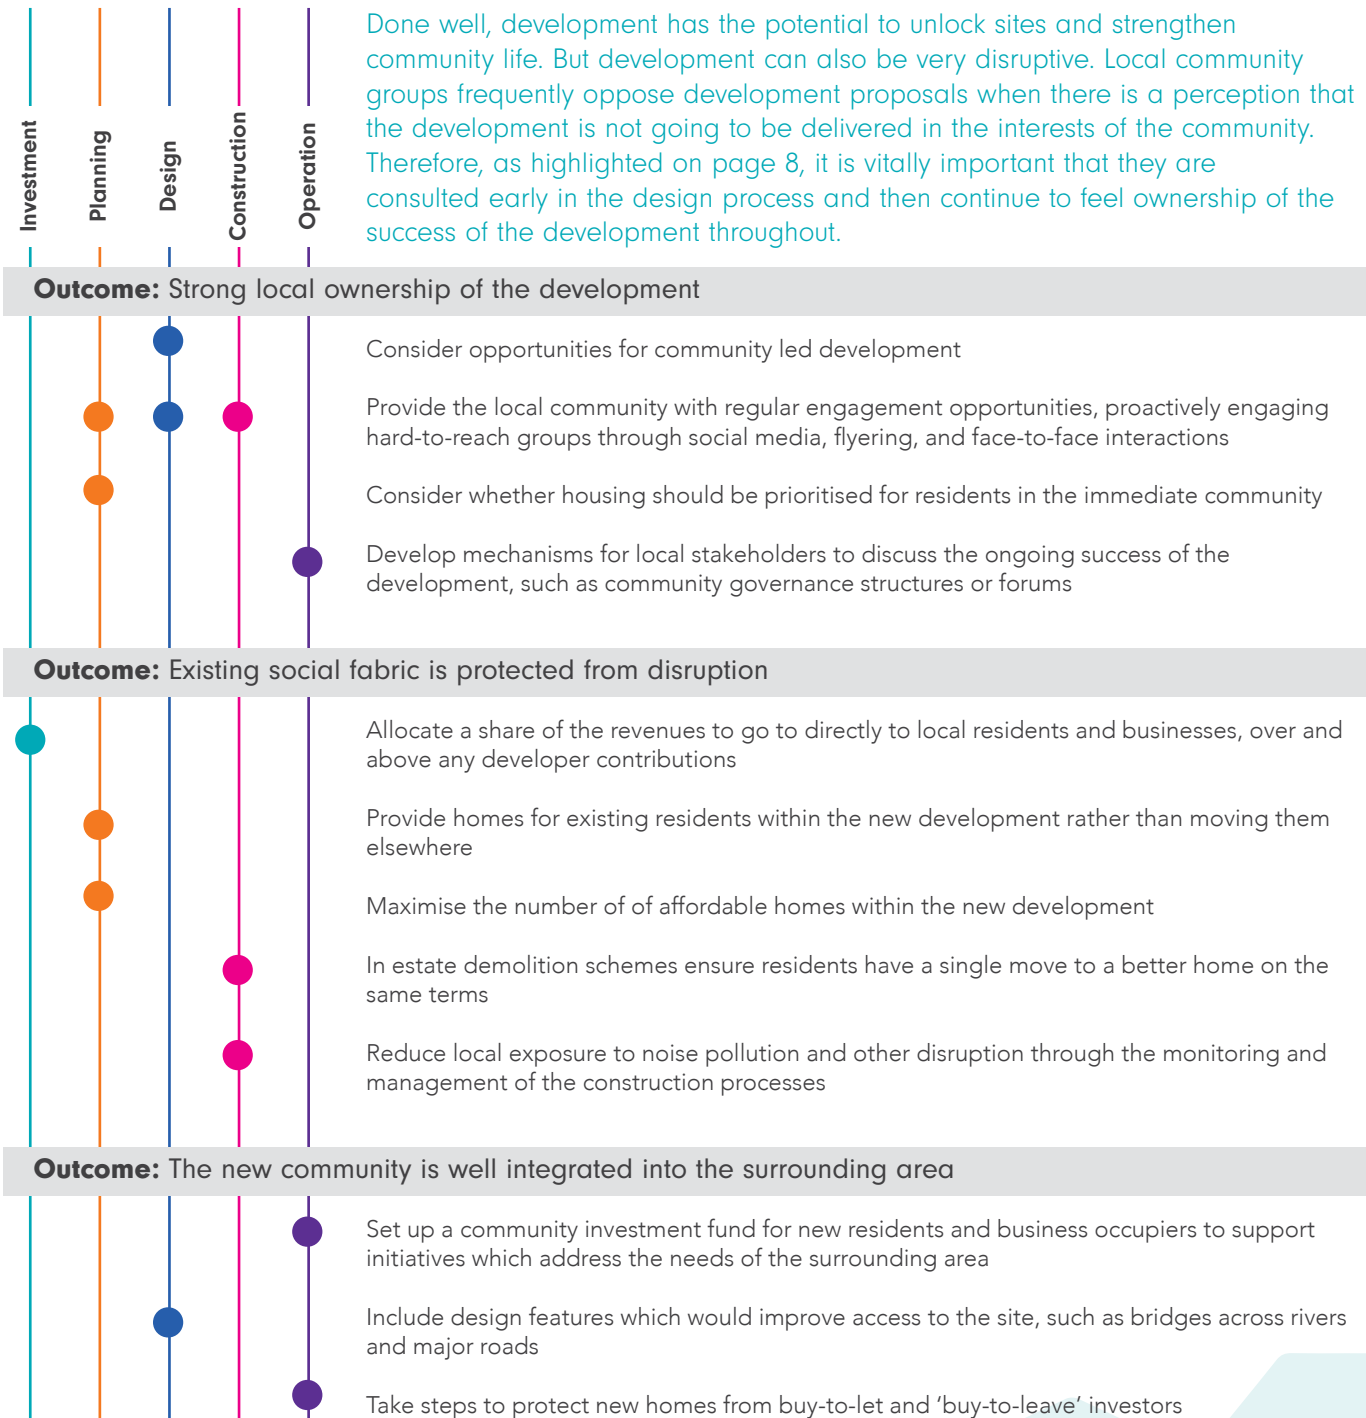 Investment
Planning
Design
Construction
Operation
Done well, development has the potential to unlock sites and strengthen
community life. But development can also be very disruptive. Local community
groups frequently oppose development proposals when there is a perception that
the development is not going to be delivered in the interests of the community.
Therefore, as highlighted on page 8, it is vitally important that they are
consulted early in the design process and then continue to feel ownership of the
success of the development throughout.
Outcome: Strong local ownership of the development
Consider opportunities for community led development
Provide the local community with regular engagement opportunities, proactively engaging
hard-to-reach groups through social media, flyering, and face-to-face interactions
Consider whether housing should be prioritised for residents in the immediate community
Develop mechanisms for local stakeholders to discuss the ongoing success of the
development, such as community governance structures or forums
Outcome: Existing social fabric is protected from disruption
Allocate a share of the revenues to go to directly to local residents and businesses, over and
above any developer contributions
Provide homes for existing residents within the new development rather than moving them
elsewhere
Maximise the number of of affordable homes within the new development
In estate demolition schemes ensure residents have a single move to a better home on the
same terms
Reduce local exposure to noise pollution and other disruption through the monitoring and
management of the construction processes
Outcome: The new community is well integrated into the surrounding area
Set up a community investment fund for new residents and business occupiers to support
initiatives which address the needs of the surrounding area
Include design features which would improve access to the site, such as bridges across rivers
and major roads
Take steps to protect new homes from buy-to-let and ‘buy-to-leave’ investors